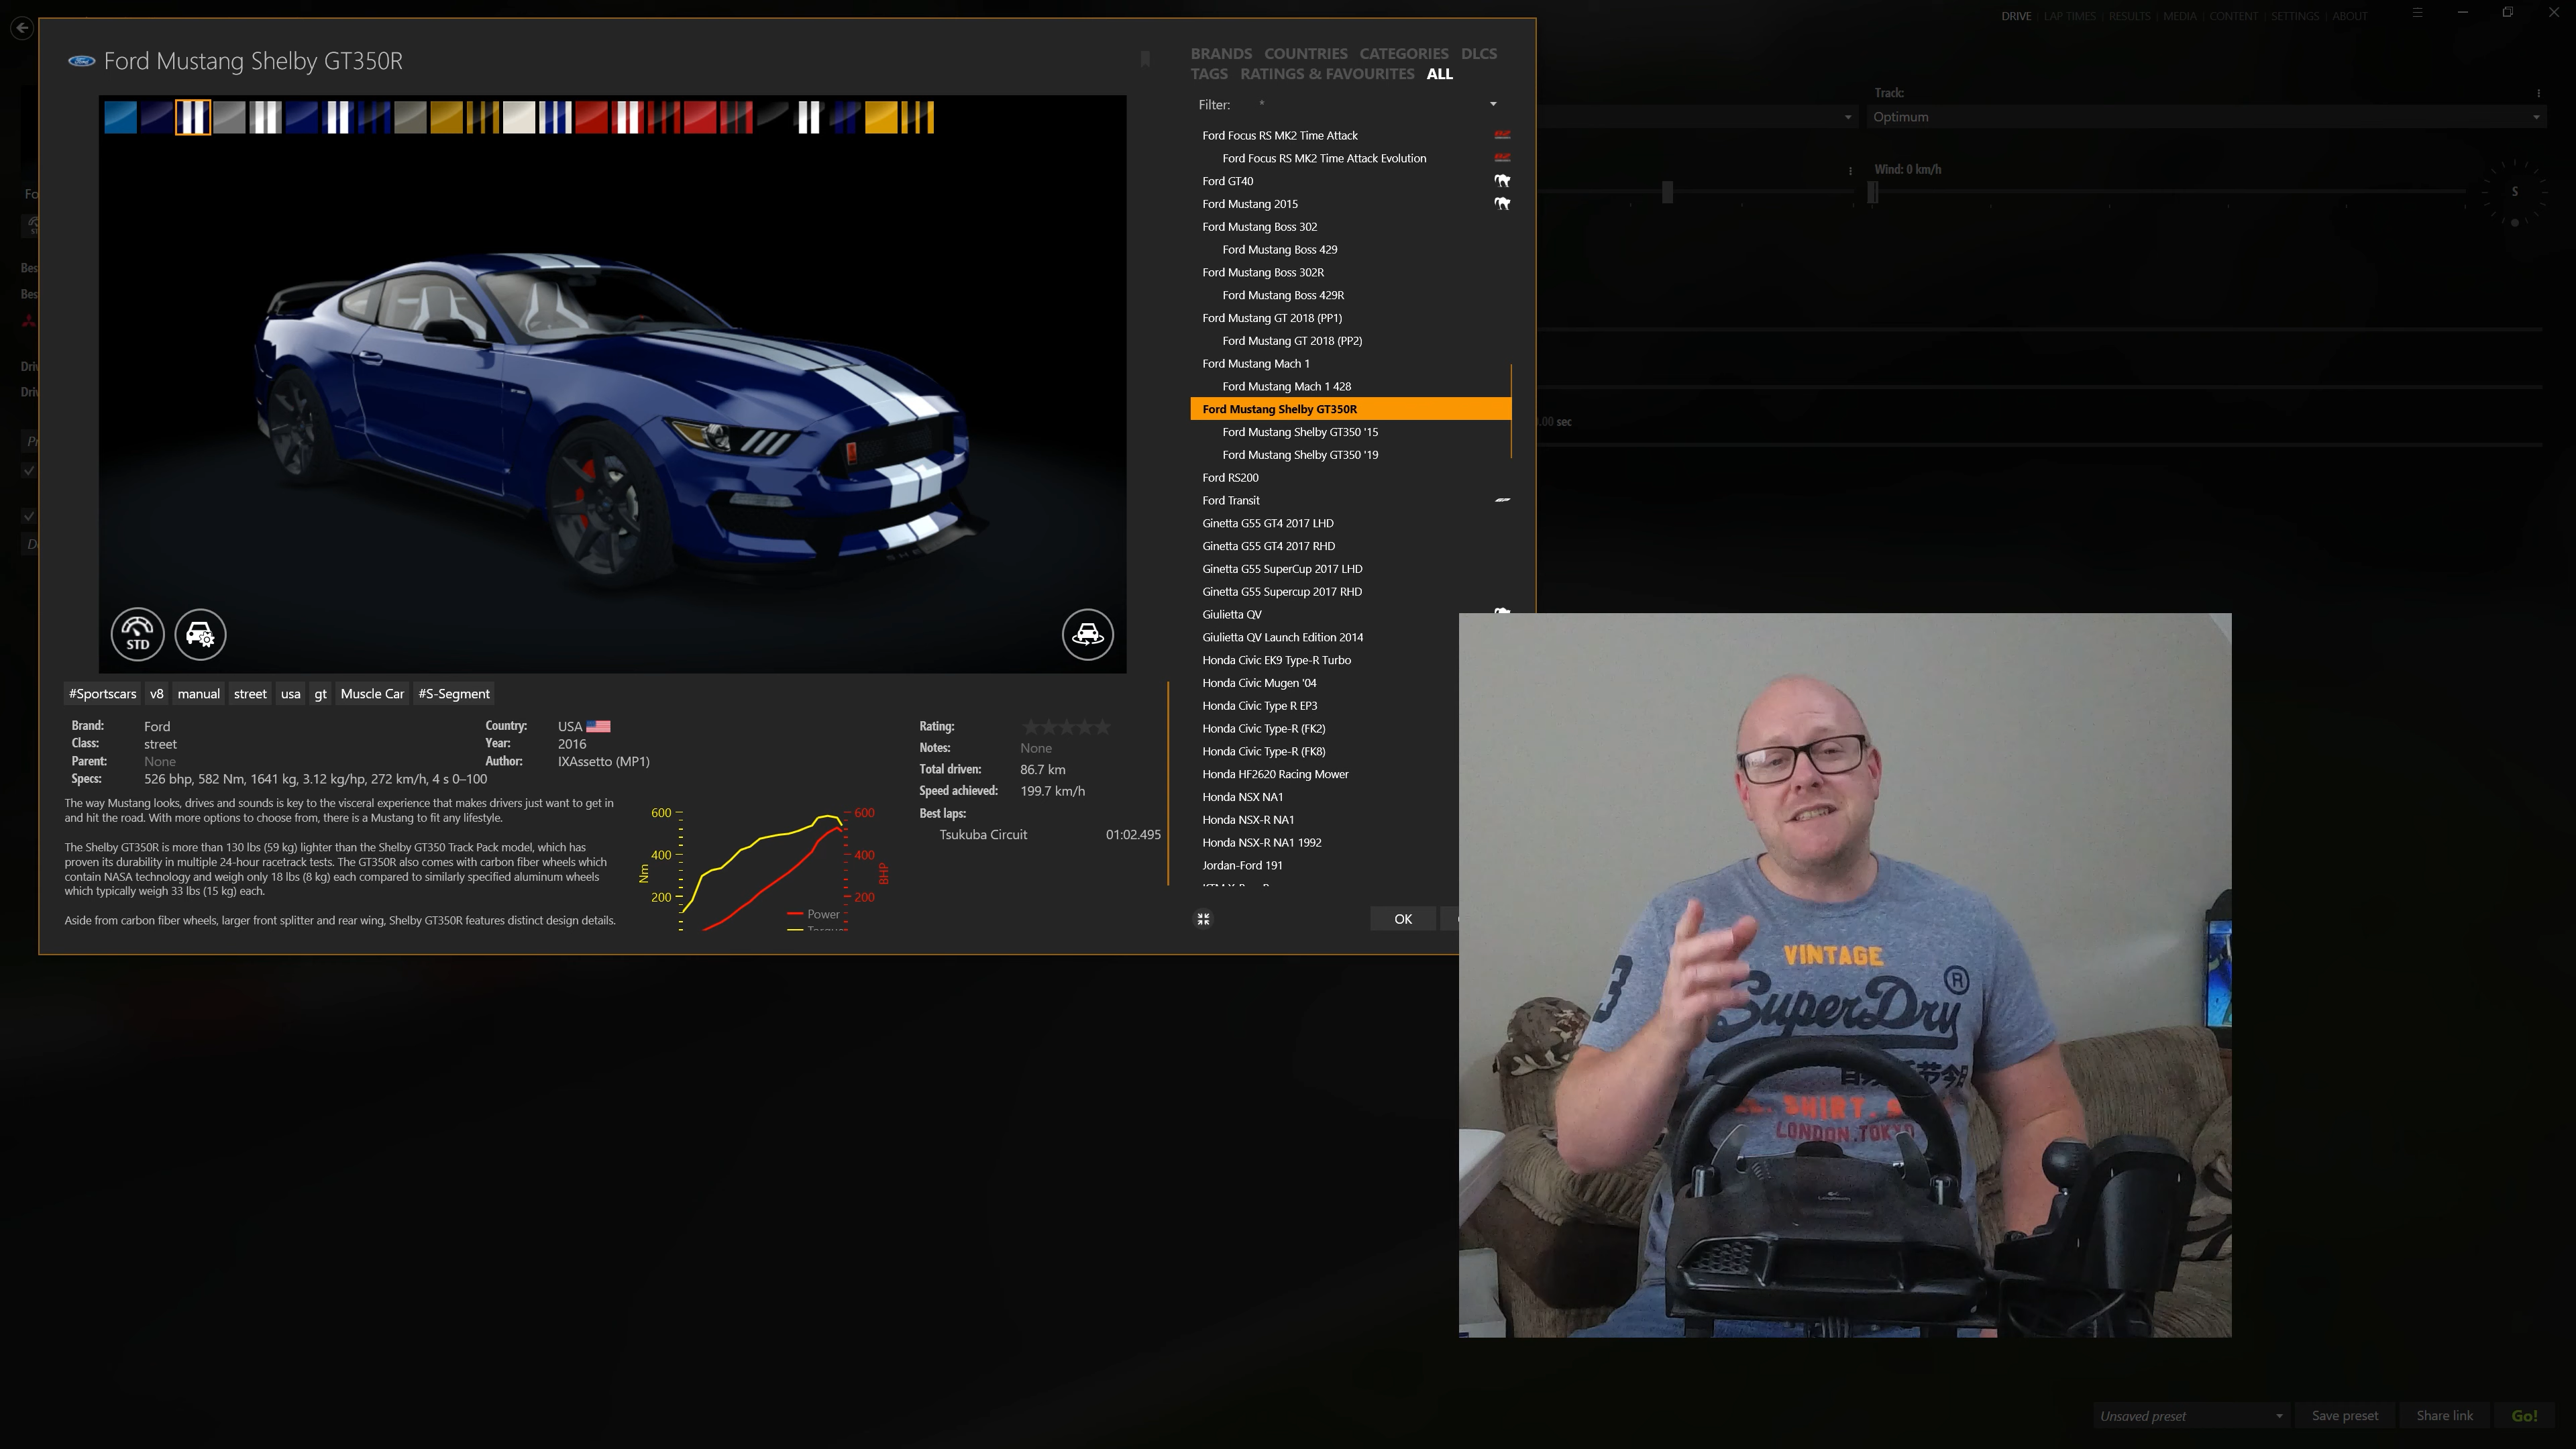 DRIVE LAP TIMES RESULTS MEDIA CONTENT SETTINGS ABOUT
Ford Mustang Shelby GT350R
BRANDS COUNTRIES CATEGORIES DLCS
TAGS RATINGS & FAVOURITES ALL
Filter: *
Ford Focus RS MK2 Time Attack
Ford Focus RS MK2 Time Attack Evolution
Ford GT40
Ford Mustang 2015
Ford Mustang Boss 302
Ford Mustang Boss 429
Ford Mustang Boss 302R
Ford Mustang Boss 429R
Ford Mustang GT 2018 (PP1)
Ford Mustang GT 2018 (PP2)
Ford Mustang Mach 1
Ford Mustang Mach 1 428
Ford Mustang Shelby GT350R
Ford Mustang Shelby GT350 '15
Ford Mustang Shelby GT350 '19
Ford RS200
Ford Transit
Ginetta G55 GT4 2017 LHD
Ginetta G55 GT4 2017 RHD
Ginetta G55 SuperCup 2017 LHD
Ginetta G55 Supercup 2017 RHD
Giulietta QV
Giulietta QV Launch Edition 2014
Honda Civic EK9 Type-R Turbo
Honda Civic Mugen '04
Honda Civic Type R EP3
Honda Civic Type-R (FK2)
Honda Civic Type-R (FK8)
Honda HF2620 Racing Mower
Honda NSX NA1
Honda NSX-R NA1
Honda NSX-R NA1 1992
Jordan-Ford 191
OK
Track:
Optimum
Wind: 0 km/h
S
.00 sec
STD
#Sportscars v8 manual street usa gt Muscle Car #S-Segment
Brand: Ford
Class: street
Parent: None
Specs: 526 bhp, 582 Nm, 1641 kg, 3.12 kg/hp, 272 km/h, 4 s 0–100
Country: USA
Year: 2016
Author: IXAssetto (MP1)
The way Mustang looks, drives and sounds is key to the visceral experience that makes drivers just want to get in
and hit the road. With more options to choose from, there is a Mustang to fit any lifestyle.
The Shelby GT350R is more than 130 lbs (59 kg) lighter than the Shelby GT350 Track Pack model, which has
proven its durability in multiple 24-hour racetrack tests. The GT350R also comes with carbon fiber wheels which
contain NASA technology and weigh only 18 lbs (8 kg) each compared to similarly specified aluminum wheels
which typically weigh 33 lbs (15 kg) each.
Aside from carbon fiber wheels, larger front splitter and rear wing, Shelby GT350R features distinct design details.
600
400
200
Nm
600
400
200
BHP
Power
Torque
Rating:
Notes: None
Total driven: 86.7 km
Speed achieved: 199.7 km/h
Best laps:
Tsukuba Circuit 01:02.495
VINTAGE
SuperDry ®
3
SHIRT.
LONDON.TOKYO
Logitech
Unsaved preset
Save preset
Share link
Go!